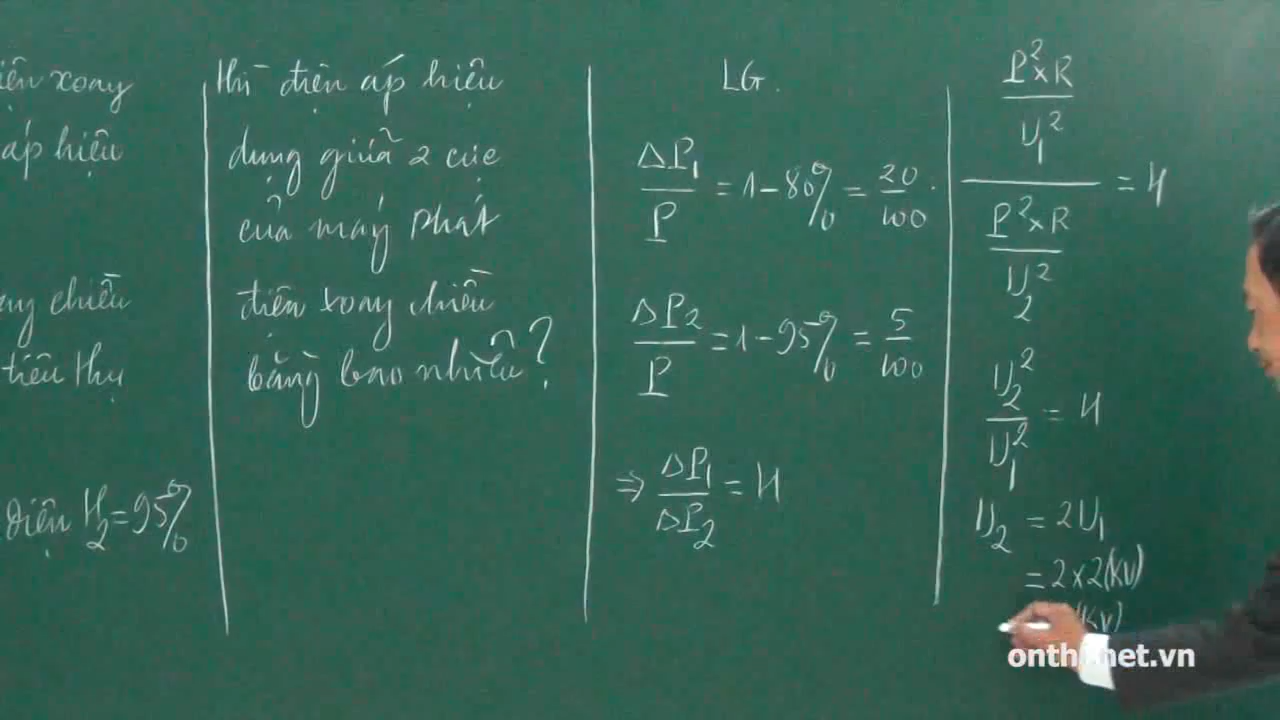 xoay
áp hiệu
chiều
tiêu thụ
điện H₂=95%
thì điện áp hiệu
dụng giữa 2 cực
của máy phát
điện xoay chiều
bằng bao nhiêu?
LG.
ΔP₁/P = 1-80% = 20/100.
ΔP₂/P = 1-95% = 5/100
⇒ ΔP₁/ΔP₂ = 4
(P²×R/U₁²)/(P²×R/U₂²) = 4
U₂²/U₁² = 4
U₂ = 2U₁
= 2×2(kV)
(kV)
onthi.net.vn